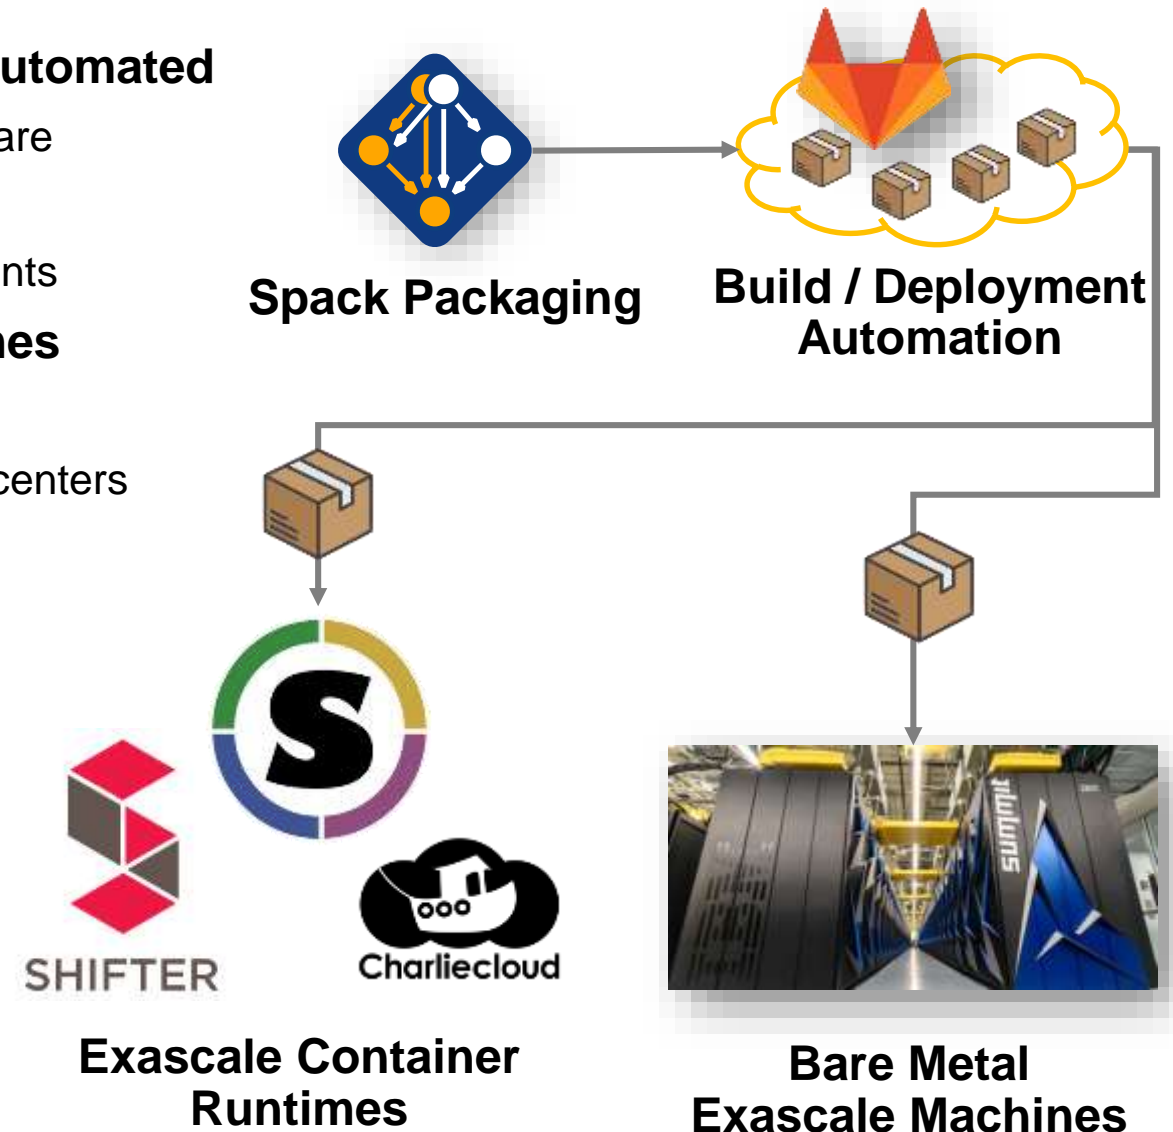 utomated
are
nts
nes
centers
Spack Packaging
Build / Deployment
Automation
S
SHIFTER
Charliecloud
summit
Exascale Container
Runtimes
Bare Metal
Exascale Machines